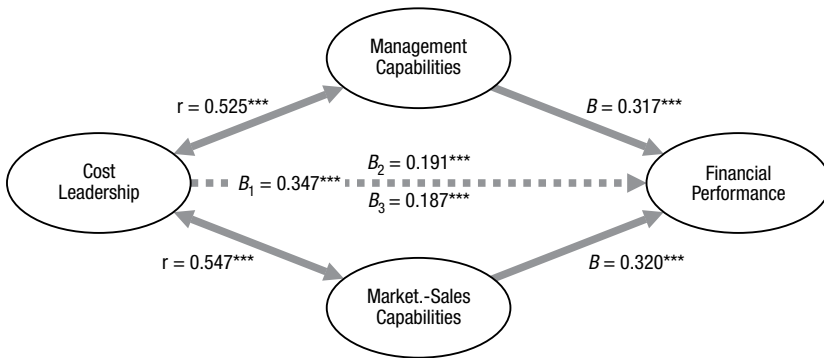 Management
Capabilities
r = 0.525***
B = 0.317***
Cost
Leadership
B₁ = 0.347***
B₂ = 0.191***
B₃ = 0.187***
Financial
Performance
r = 0.547***
B = 0.320***
Market.-Sales
Capabilities